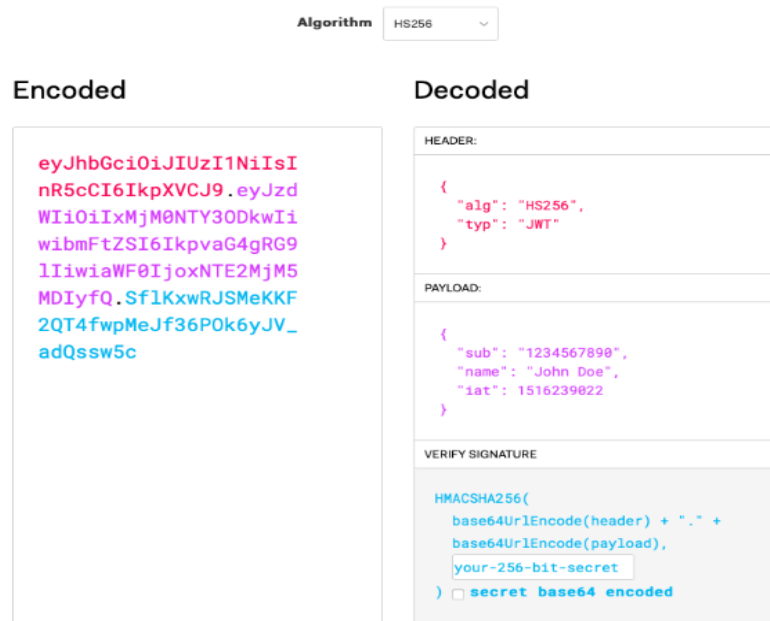 Algorithm HS256
Encoded
Decoded
eyJhbGciOiJIUzI1NiIsI
nR5cCI6IkpXVCJ9.eyJzd
WIiOiIxMjM0NTY3ODkwIi
wibmFtZSI6IkpvaG4gRG9
lIiwiaWF0IjoxNTE2MjM5
MDIyfQ.SflKxwRJSMeKKF
2QT4fwpMeJf36POk6yJV_
adQssw5c
HEADER:
{
"alg": "HS256",
"typ": "JWT"
}
PAYLOAD:
{
"sub": "1234567890",
"name": "John Doe",
"iat": 1516239022
}
VERIFY SIGNATURE
HMACSHA256(
base64UrlEncode(header) + "." +
base64UrlEncode(payload),
your-256-bit-secret
) secret base64 encoded